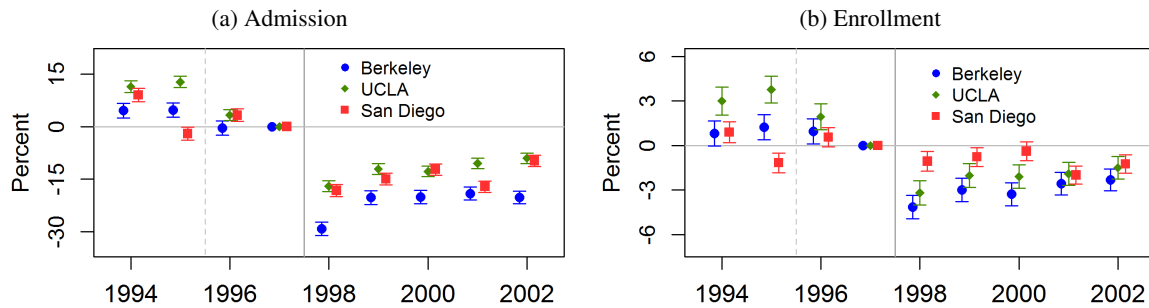 (a) Admission
Percent
15
0
-15
-30
Berkeley
UCLA
San Diego
1994 1996 1998 2000 2002
(b) Enrollment
Percent
6
3
0
-3
-6
Berkeley
UCLA
San Diego
1994 1996 1998 2000 2002